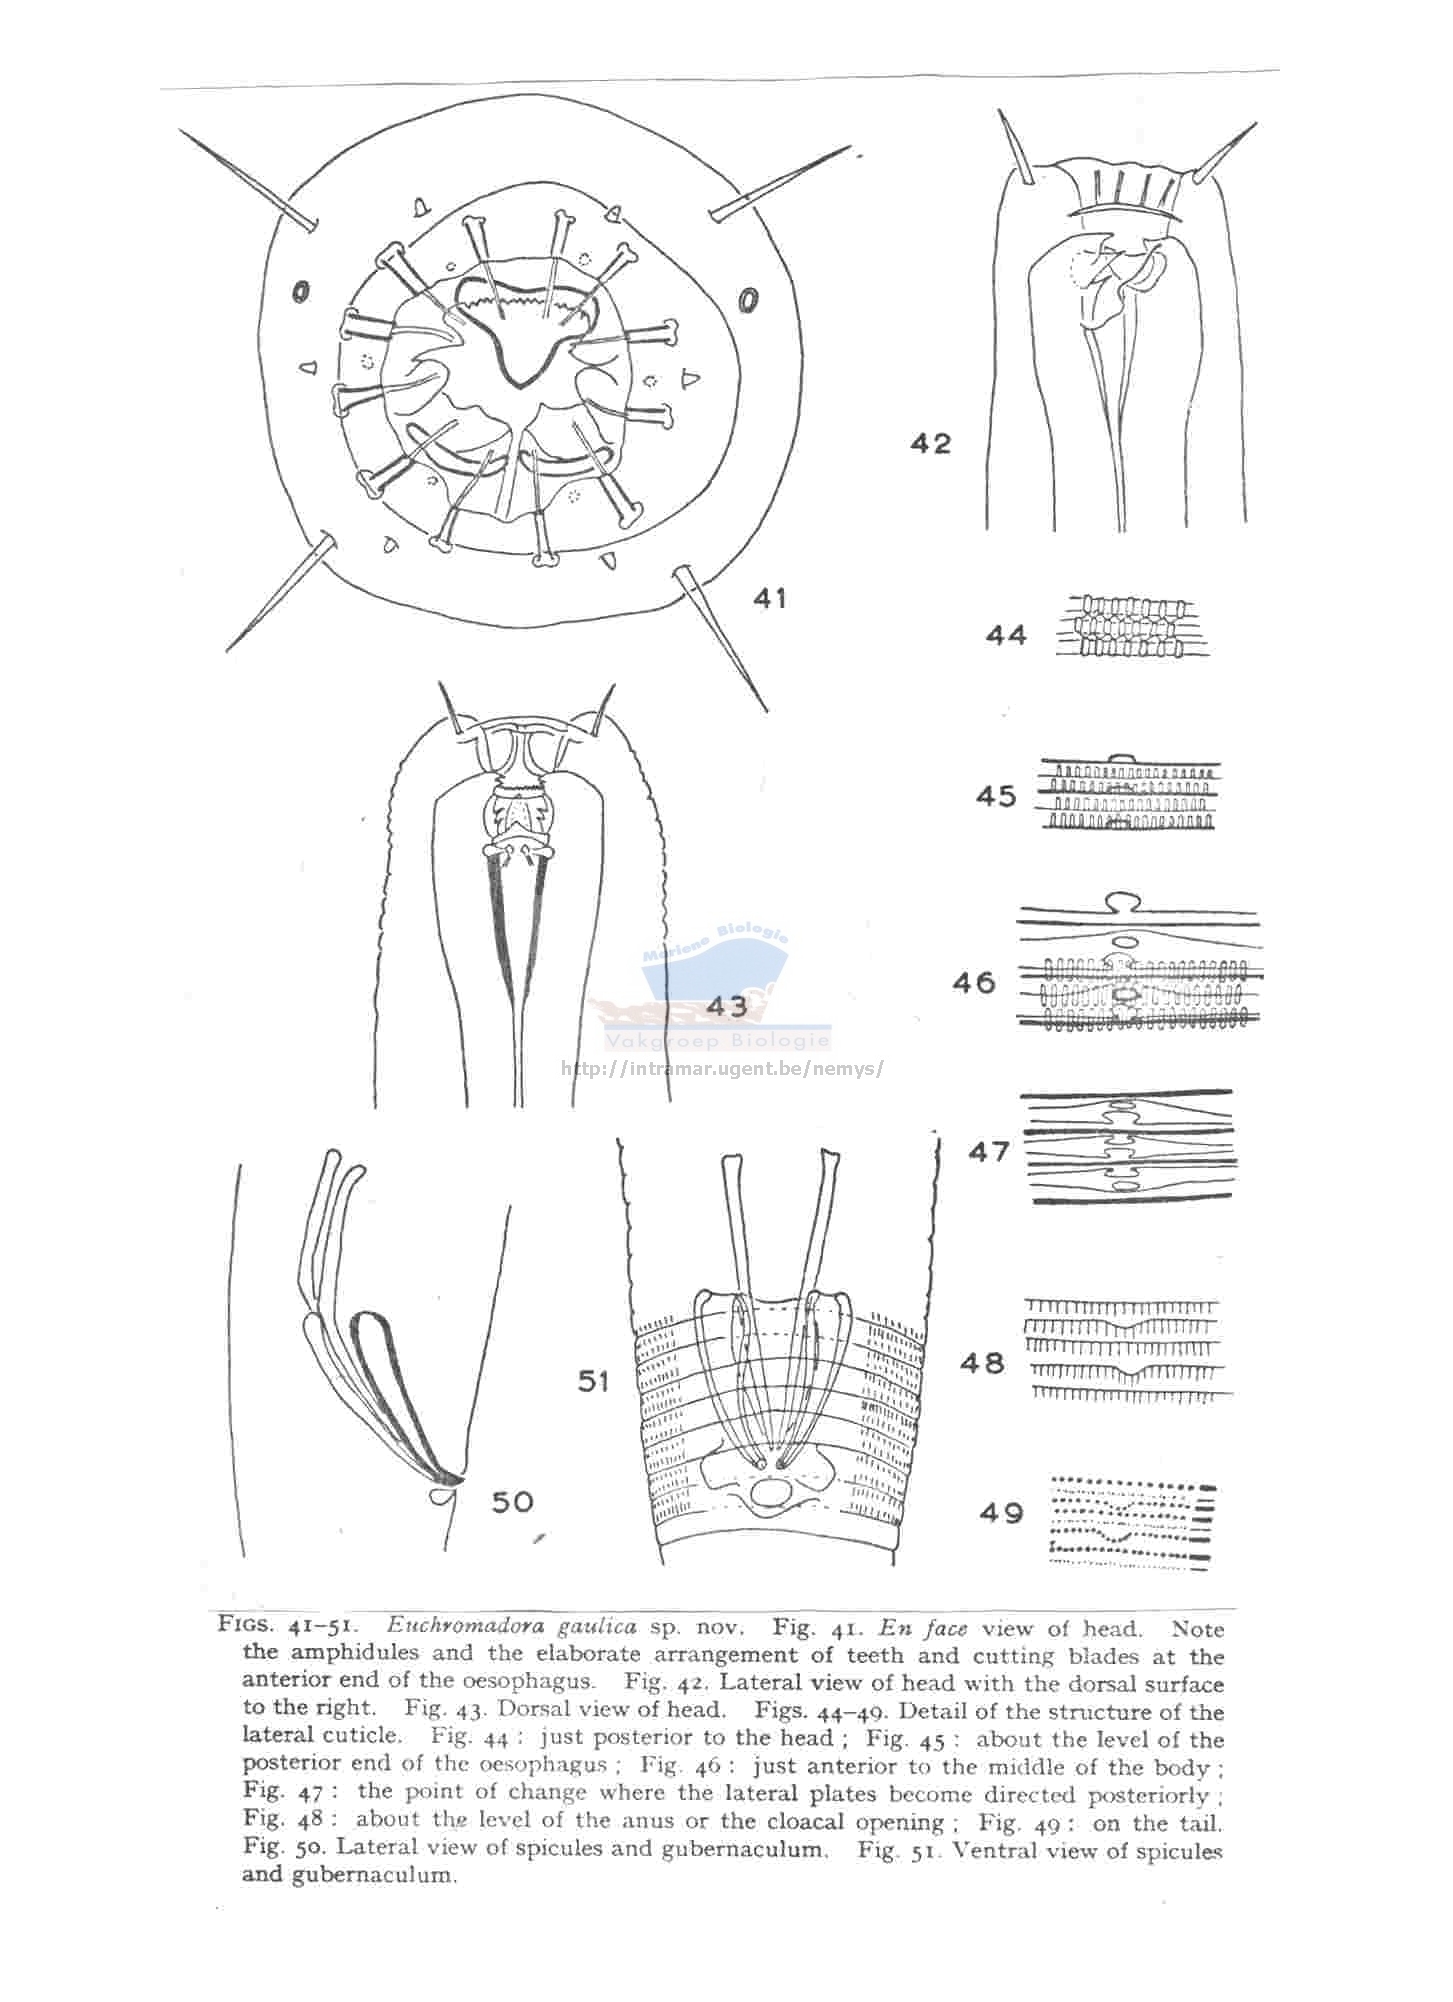 41
42
44
45
46
43
47
48
51
50
49
Mariene Biologie
Vakgroep Biologie
http://intramar.ugent.be/nemys/
FIGS. 41–51. Euchromadora gaulica sp. nov. Fig. 41. En face view of head. Note
the amphidules and the elaborate arrangement of teeth and cutting blades at the
anterior end of the oesophagus. Fig. 42. Lateral view of head with the dorsal surface
to the right. Fig. 43. Dorsal view of head. Figs. 44–49. Detail of the structure of the
lateral cuticle. Fig. 44 : just posterior to the head ; Fig. 45 : about the level of the
posterior end of the oesophagus ; Fig. 46 : just anterior to the middle of the body ;
Fig. 47 : the point of change where the lateral plates become directed posteriorly ;
Fig. 48 : about the level of the anus or the cloacal opening ; Fig. 49 : on the tail.
Fig. 50. Lateral view of spicules and gubernaculum. Fig. 51. Ventral view of spicules
and gubernaculum.